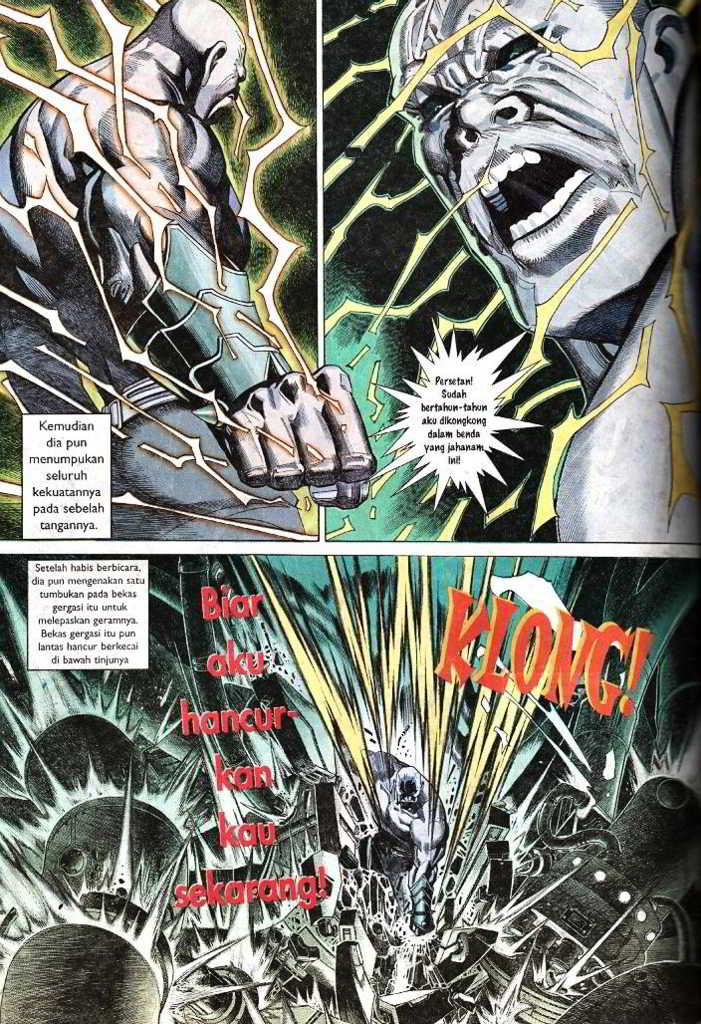 Kemudian
dia pun
menumpukan
seluruh
kekuatannya
pada sebelah
tangannya.
Persetan!
Sudah
bertahun-tahun
aku dikongkong
dalam benda
yang jahanam
ini!
Setelah habis berbicara,
dia pun mengenakan satu
tumbukan pada bekas
gergasi itu untuk
melepaskan geramnya.
Bekas gergasi itu pun
lantas hancur berkecai
di bawah tinjunya
Biar
aku
hancur-
kan
kau
sekarang!
KLONG!